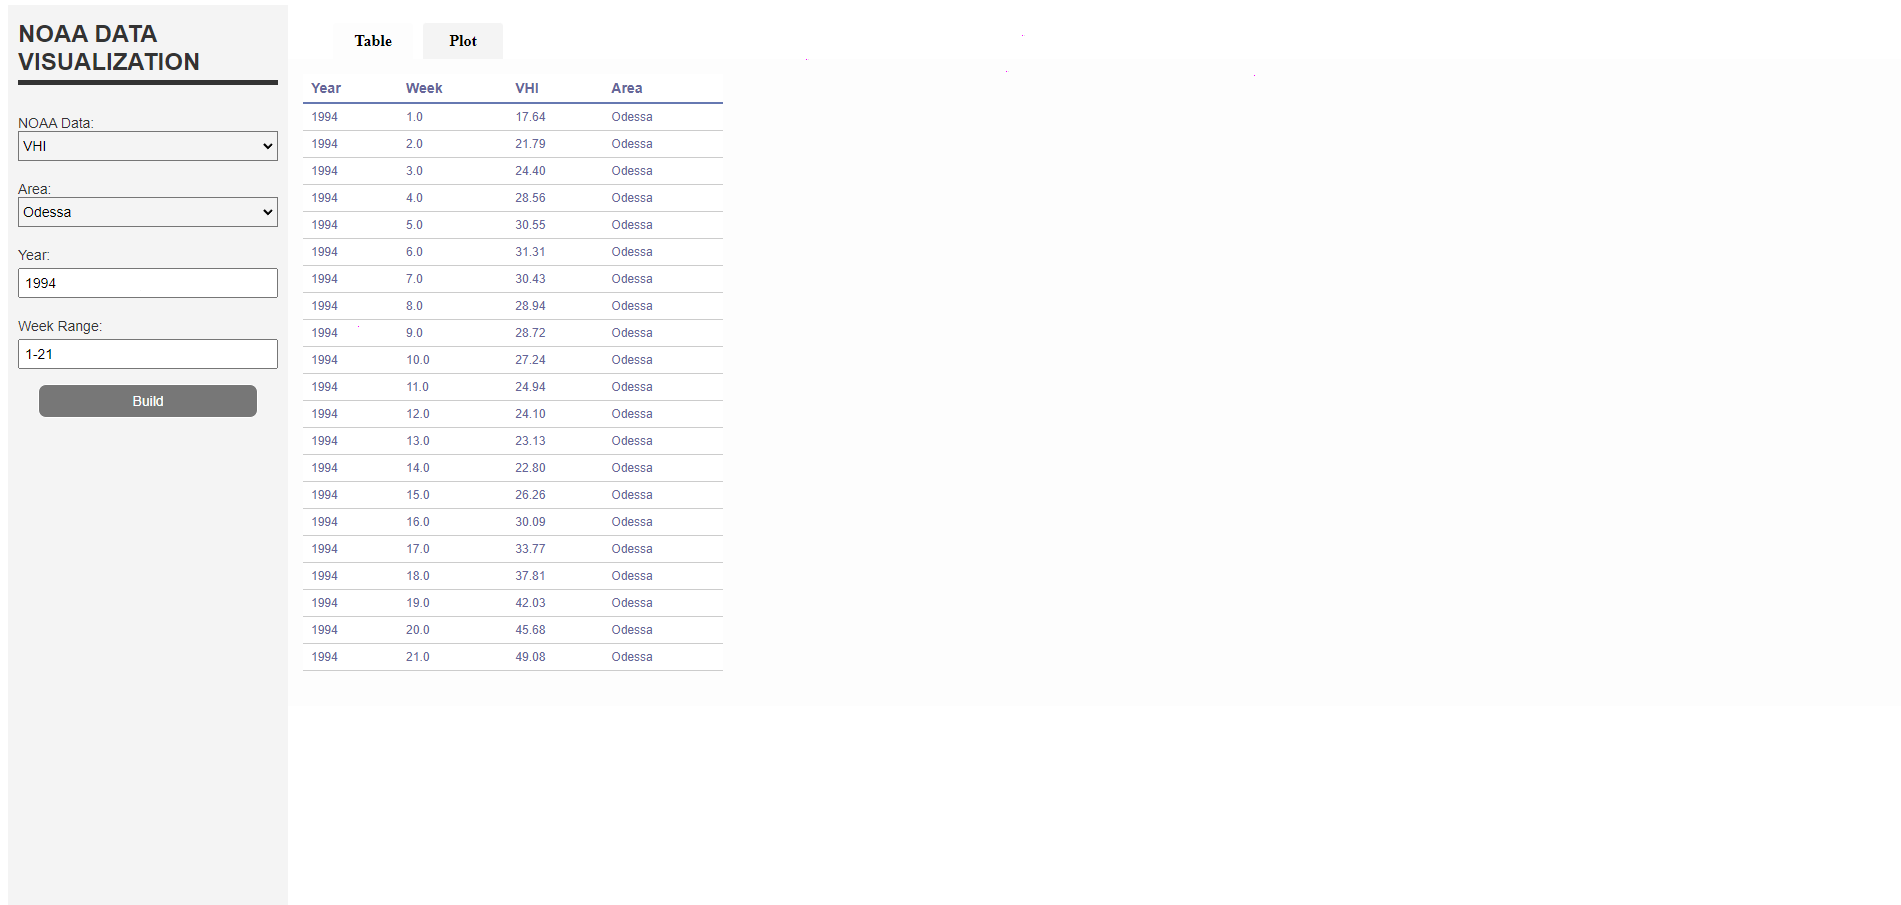 NOAA DATA
VISUALIZATION
NOAA Data:
VHI
Area:
Odessa
Year:
1994
Week Range:
1-21
Build
Table Plot
Year Week VHI Area
1994 1.0 17.64 Odessa
1994 2.0 21.79 Odessa
1994 3.0 24.40 Odessa
1994 4.0 28.56 Odessa
1994 5.0 30.55 Odessa
1994 6.0 31.31 Odessa
1994 7.0 30.43 Odessa
1994 8.0 28.94 Odessa
1994 9.0 28.72 Odessa
1994 10.0 27.24 Odessa
1994 11.0 24.94 Odessa
1994 12.0 24.10 Odessa
1994 13.0 23.13 Odessa
1994 14.0 22.80 Odessa
1994 15.0 26.26 Odessa
1994 16.0 30.09 Odessa
1994 17.0 33.77 Odessa
1994 18.0 37.81 Odessa
1994 19.0 42.03 Odessa
1994 20.0 45.68 Odessa
1994 21.0 49.08 Odessa